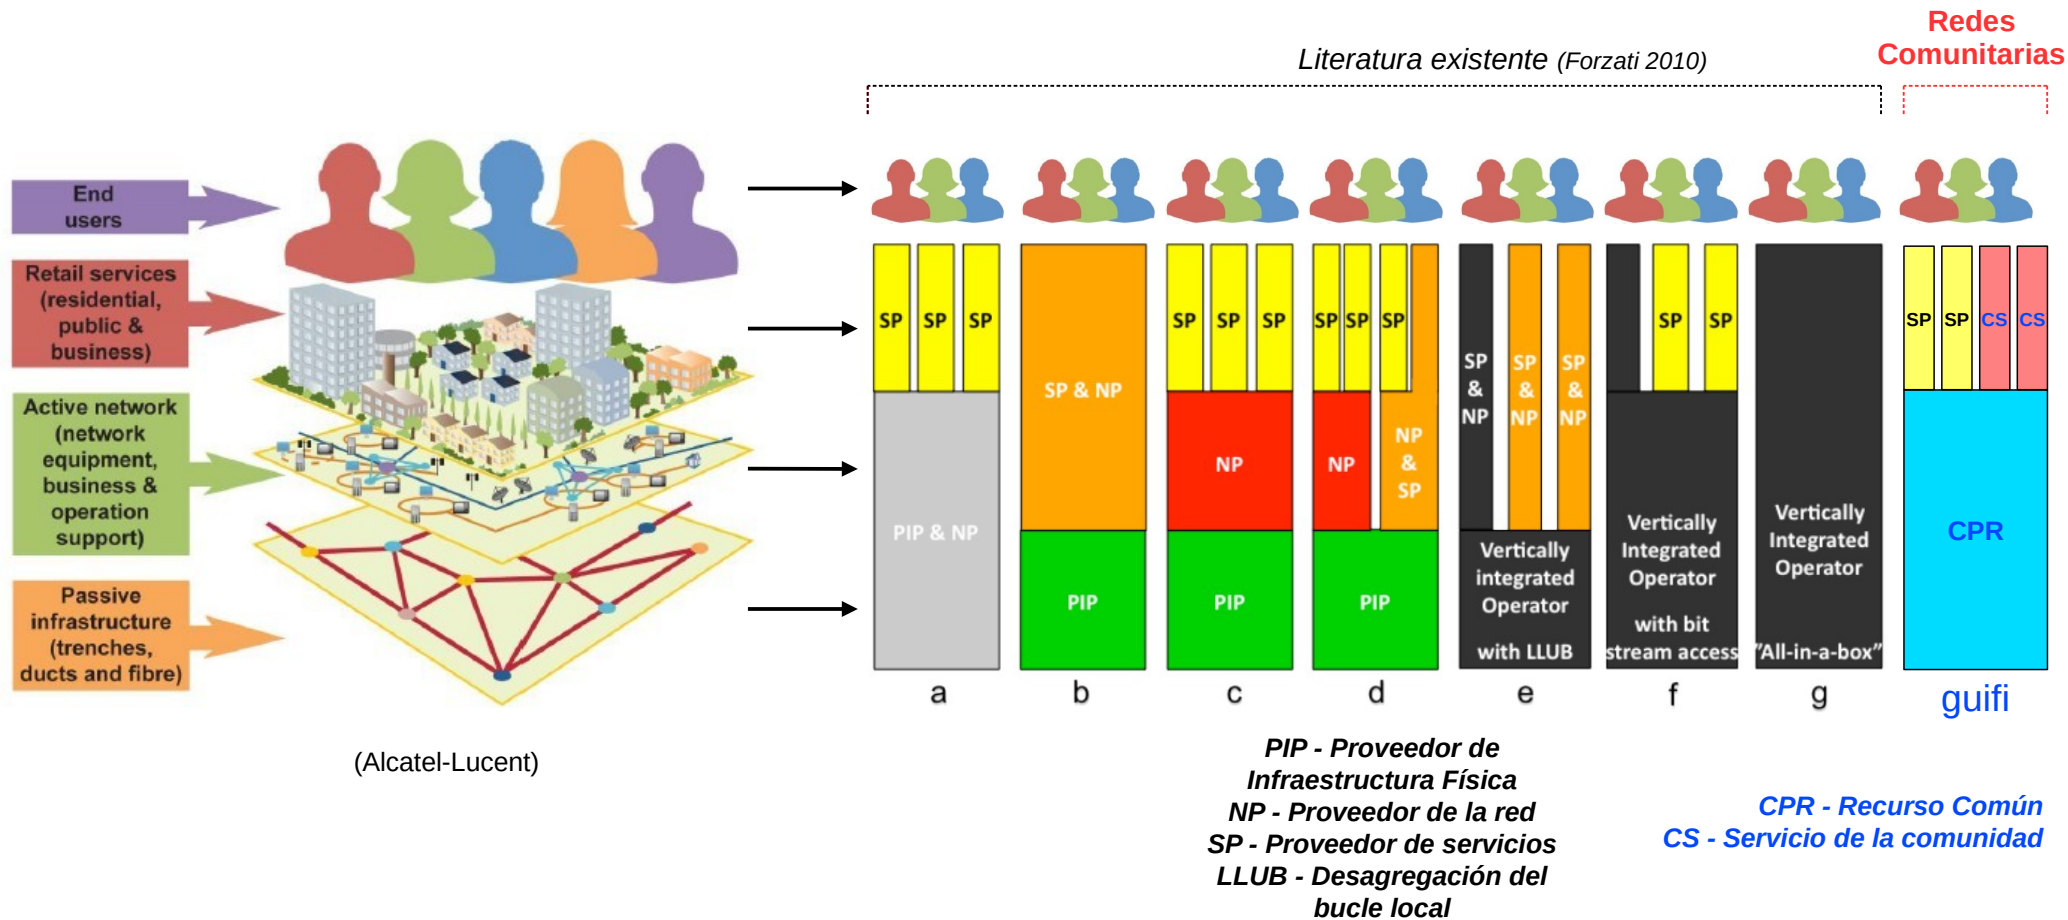 Redes
Comunitarias
Literatura existente (Forzati 2010)
End
users
Retail services
(residential,
public &
business)
Active network
(network
equipment,
business &
operation
support)
Passive
infrastructure
(trenches,
ducts and fibre)
(Alcatel-Lucent)
SP SP SP
PIP & NP
a
SP & NP
PIP
b
SP SP SP
NP
PIP
c
SP SP SP
NP
NP
&
SP
PIP
d
SP
&
NP
SP
&
NP
SP
&
NP
Vertically
integrated
Operator
with LLUB
e
SP SP
Vertically
Integrated
Operator
with bit
stream access
f
Vertically
Integrated
Operator
"All-in-a-box"
g
SP SP CS CS
CPR
guifi
PIP - Proveedor de
Infraestructura Física
NP - Proveedor de la red
SP - Proveedor de servicios
LLUB - Desagregación del
bucle local
CPR - Recurso Común
CS - Servicio de la comunidad